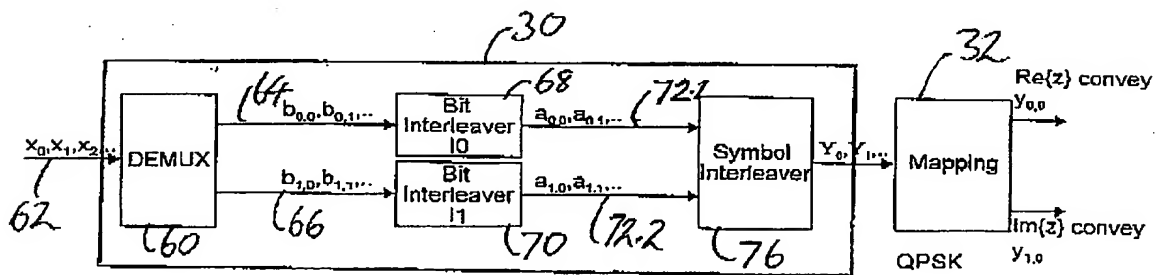 30
32
64
68
72.1
Re{z} convey
y0,0
x0,x1,x2,..
DEMUX
b0,0,b0,1,..
Bit
Interleaver
I0
a0,0,a0,1,..
Symbol
Interleaver
Y0,Y1,..
Mapping
b1,0,b1,1,..
Bit
Interleaver
I1
a1,0,a1,1,..
62
60
66
70
72.2
76
QPSK
Im{z} convey
y1,0